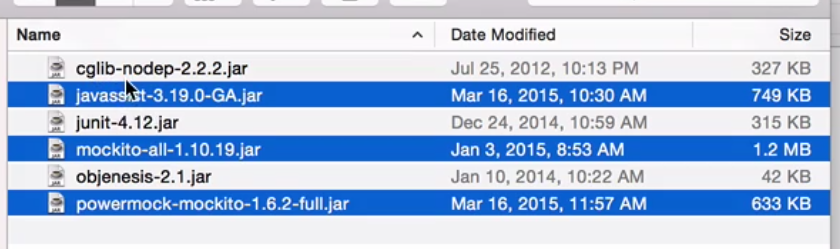 Name Date Modified Size
cglib-nodep-2.2.2.jar Jul 25, 2012, 10:13 PM 327 KB
javassist-3.19.0-GA.jar Mar 16, 2015, 10:30 AM 749 KB
junit-4.12.jar Dec 24, 2014, 10:59 AM 315 KB
mockito-all-1.10.19.jar Jan 3, 2015, 8:53 AM 1.2 MB
objenesis-2.1.jar Jan 10, 2014, 10:22 AM 42 KB
powermock-mockito-1.6.2-full.jar Mar 16, 2015, 11:57 AM 633 KB